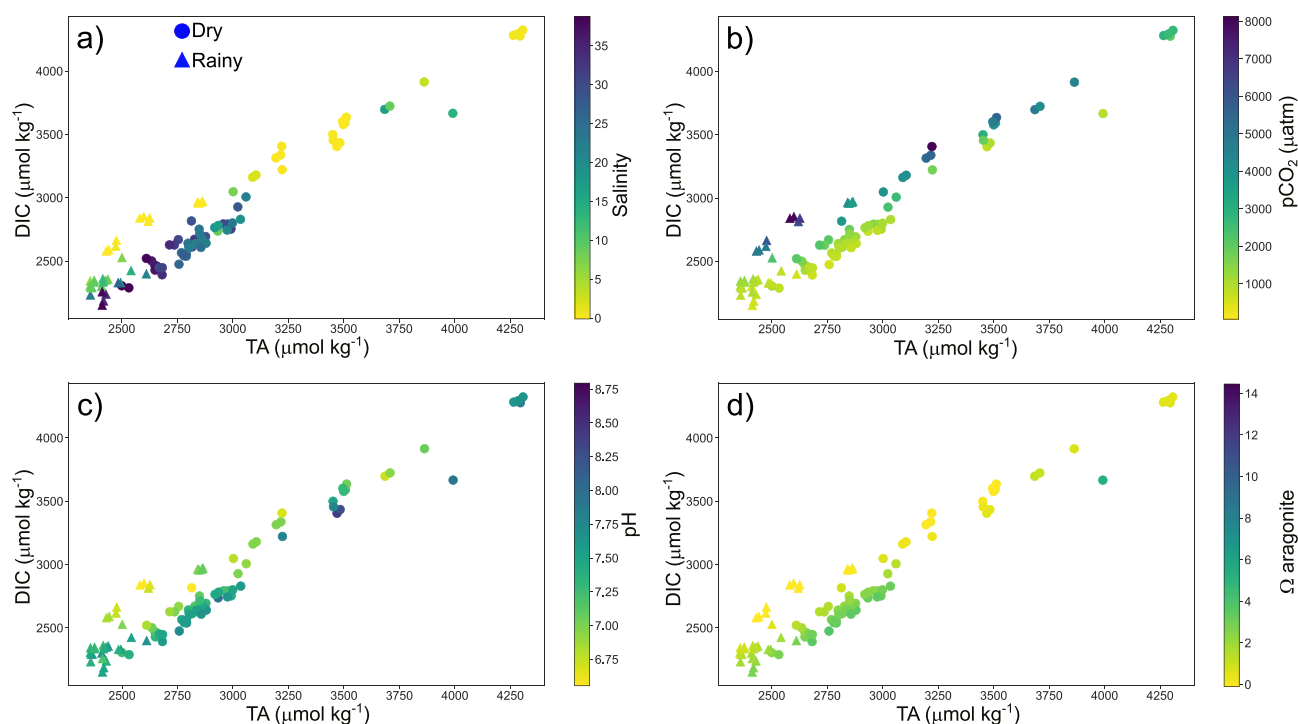 a)
Dry
Rainy
4000
3500
3000
2500
DIC (μmol kg⁻¹)
2500 2750 3000 3250 3500 3750 4000 4250
TA (μmol kg⁻¹)
35
30
25
20
15
10
5
0
Salinity
b)
4000
3500
3000
2500
DIC (μmol kg⁻¹)
2500 2750 3000 3250 3500 3750 4000 4250
TA (μmol kg⁻¹)
8000
7000
6000
5000
4000
3000
2000
1000
pCO₂ (μatm)
c)
4000
3500
3000
2500
DIC (μmol kg⁻¹)
2500 2750 3000 3250 3500 3750 4000 4250
TA (μmol kg⁻¹)
8.75
8.50
8.25
8.00
7.75
7.50
7.25
7.00
6.75
pH
d)
4000
3500
3000
2500
DIC (μmol kg⁻¹)
2500 2750 3000 3250 3500 3750 4000 4250
TA (μmol kg⁻¹)
14
12
10
8
6
4
2
0
Ω aragonite